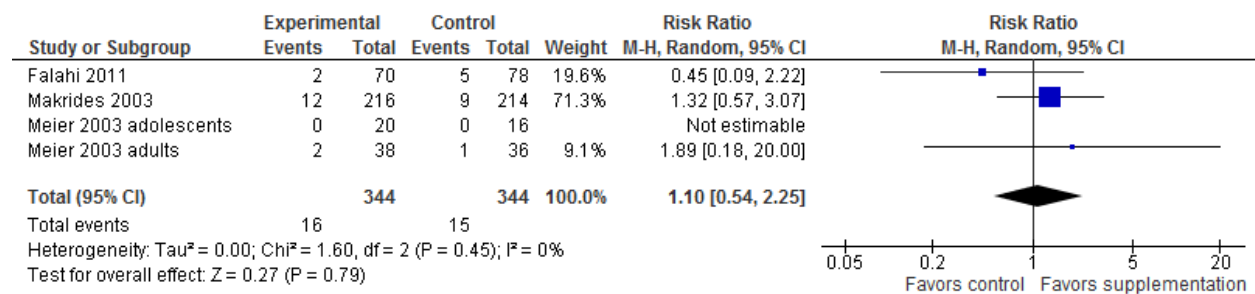 Experimental Control Risk Ratio Risk Ratio
Study or Subgroup Events Total Events Total Weight M-H, Random, 95% CI M-H, Random, 95% CI
Falahi 2011 2 70 5 78 19.6% 0.45 [0.09, 2.22]
Makrides 2003 12 216 9 214 71.3% 1.32 [0.57, 3.07]
Meier 2003 adolescents 0 20 0 16 Not estimable
Meier 2003 adults 2 38 1 36 9.1% 1.89 [0.18, 20.00]
Total (95% CI) 344 344 100.0% 1.10 [0.54, 2.25]
Total events 16 15
Heterogeneity: Tau² = 0.00; Chi² = 1.60, df = 2 (P = 0.45); I² = 0%
Test for overall effect: Z = 0.27 (P = 0.79)
0.05 0.2 1 5 20
Favors control Favors supplementation